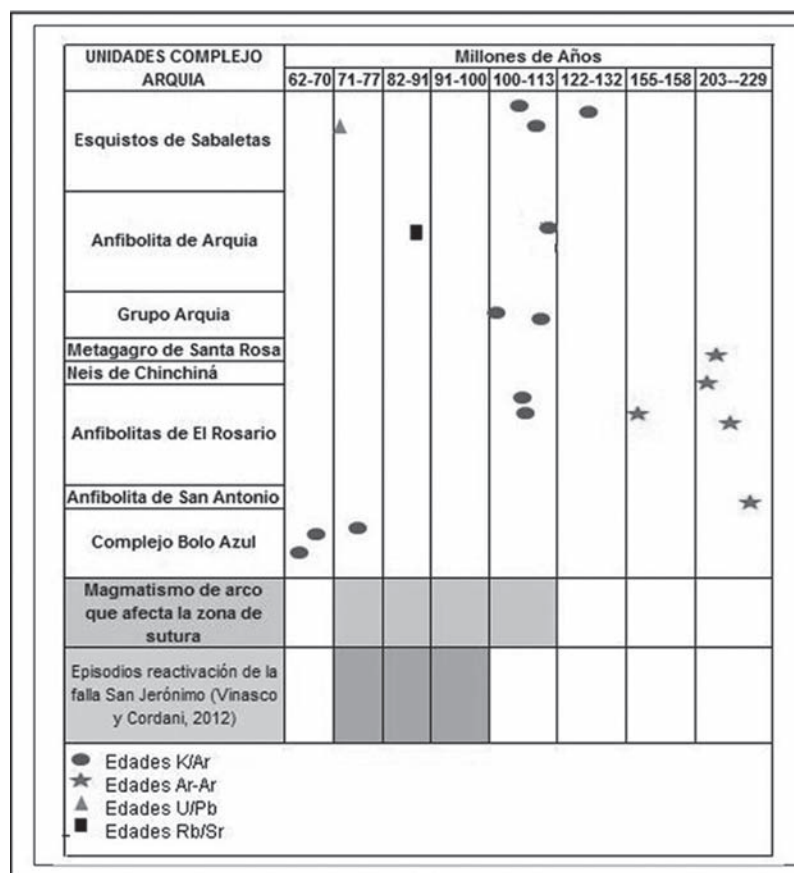 UNIDADES COMPLEJO
ARQUIA
Millones de Años
62-70 71-77 82-91 91-100 100-113 122-132 155-158 203--229
Esquistos de Sabaletas
Anfibolita de Arquia
Grupo Arquia
Metagagro de Santa Rosa
Neis de Chinchiná
Anfibolitas de El Rosario
Anfibolita de San Antonio
Complejo Bolo Azul
Magmatismo de arco
que afecta la zona de
sutura
Episodios reactivación de la
falla San Jerónimo (Vinasco
y Cordani, 2012)
Edades K/Ar
Edades Ar-Ar
Edades U/Pb
Edades Rb/Sr